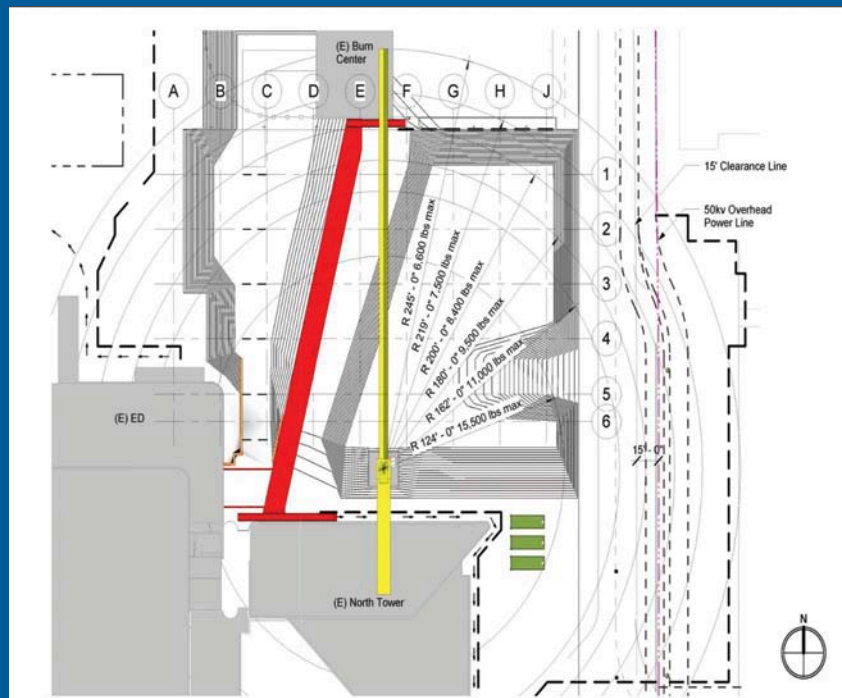 (E) Burn
Center
A
B
C
D
E
F
G
H
J
1
15' Clearance Line
2
50kv Overhead
Power Line
3
4
5
6
R 245' - 0" 6,600 lbs max
R 219' - 0" 7,500 lbs max
R 200' - 0" 8,400 lbs max
R 180' - 0" 9,500 lbs max
R 162' - 0" 11,000 lbs max
R 124' - 0" 15,500 lbs max
(E) ED
15' - 0"
(E) North Tower
N